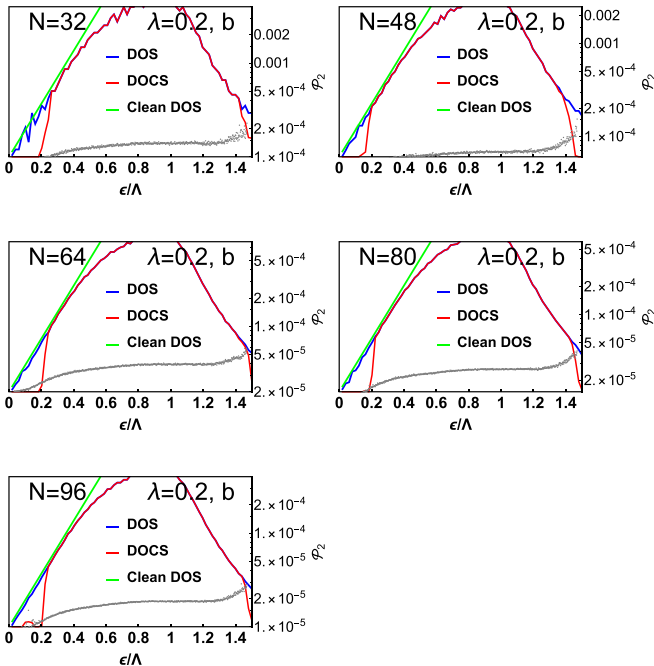 N=32 λ=0.2, b
DOS
DOCS
Clean DOS
0.002
0.001
5.×10⁻⁴
2.×10⁻⁴
1.×10⁻⁴
𝒫₂
0 0.2 0.4 0.6 0.8 1 1.2 1.4
ϵ/Λ
N=48 λ=0.2, b
DOS
DOCS
Clean DOS
0.002
0.001
5.×10⁻⁴
2.×10⁻⁴
1.×10⁻⁴
𝒫₂
0 0.2 0.4 0.6 0.8 1 1.2 1.4
ϵ/Λ
N=64 λ=0.2, b
DOS
DOCS
Clean DOS
5.×10⁻⁴
2.×10⁻⁴
1.×10⁻⁴
5.×10⁻⁵
2.×10⁻⁵
𝒫₂
0 0.2 0.4 0.6 0.8 1 1.2 1.4
ϵ/Λ
N=80 λ=0.2, b
DOS
DOCS
Clean DOS
5.×10⁻⁴
2.×10⁻⁴
1.×10⁻⁴
5.×10⁻⁵
2.×10⁻⁵
𝒫₂
0 0.2 0.4 0.6 0.8 1 1.2 1.4
ϵ/Λ
N=96 λ=0.2, b
DOS
DOCS
Clean DOS
2.×10⁻⁴
1.×10⁻⁴
5.×10⁻⁵
2.×10⁻⁵
1.×10⁻⁵
𝒫₂
0 0.2 0.4 0.6 0.8 1 1.2 1.4
ϵ/Λ